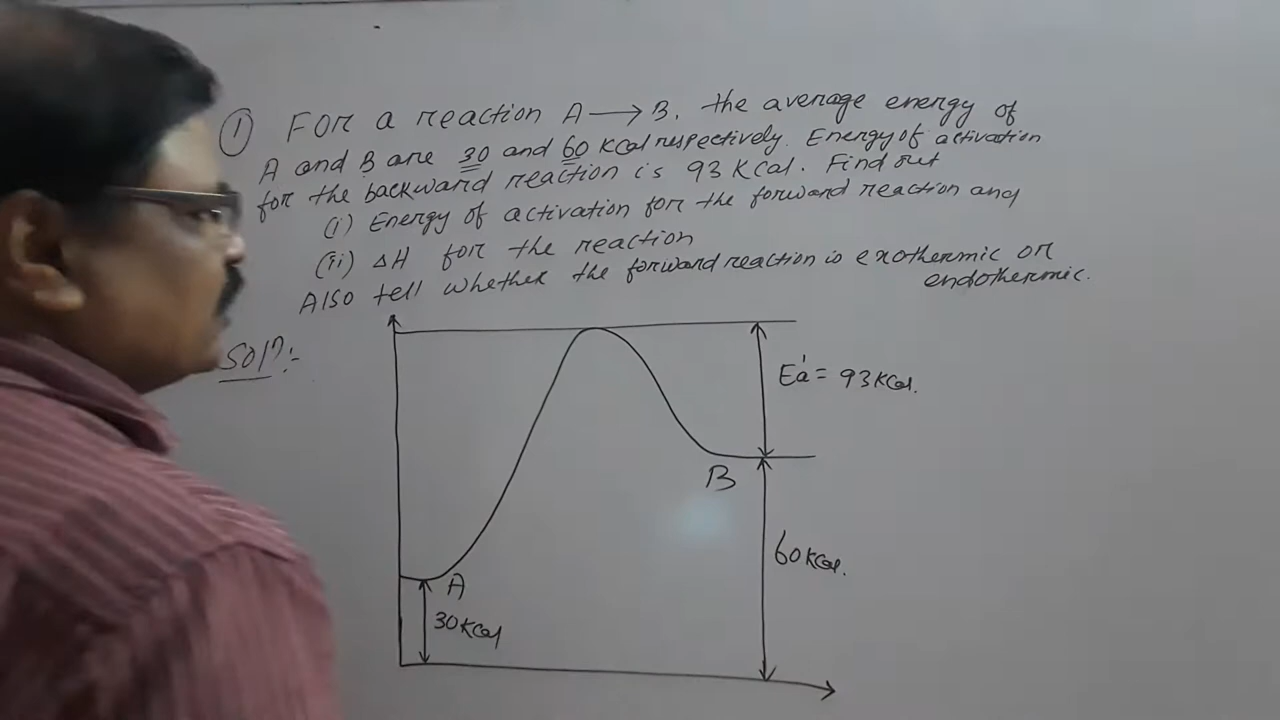 ① For a reaction A → B, the average energy of
A and B are 30 and 60 Kcal respectively. Energy of activation
for the backward reaction is 93 Kcal. Find out
(i) Energy of activation for the forward reaction and
(ii) ΔH for the reaction
Also tell whether the forward reaction is exothermic or
endothermic.
Solⁿ:-
Ea' = 93 Kcal.
B
60 Kcal.
A
30 Kcal